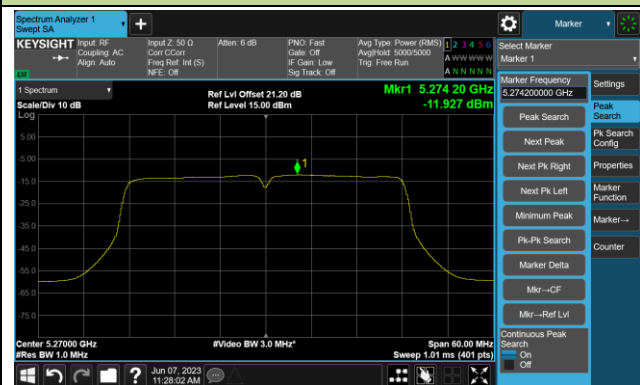 Spectrum Analyzer 1
Swept SA
Marker
KEYSIGHT
Input: RF
Coupling: AC
Align: Auto
Input Z: 50 Ω
Corr CCorr
Freq Ref: Int (S)
NFE: Off
Atten: 6 dB
PNO: Fast
Gate: Off
IF Gain: Low
Sig Track: Off
Avg Type: Power (RMS)
Avg|Hold: 5000/5000
Trig: Free Run
1 2 3 4 5 6
A W W W W W
A N N N N N
Select Marker
Marker 1
1 Spectrum
Scale/Div 10 dB
Log
Ref Lvl Offset 21.20 dB
Ref Level 15.00 dBm
Mkr1 5.274 20 GHz
-11.927 dBm
5.00
-5.00
-15.0
-25.0
-35.0
-45.0
-55.0
-65.0
-75.0
1
Center 5.27000 GHz
#Res BW 1.0 MHz
#Video BW 3.0 MHz*
Span 60.00 MHz
Sweep 1.01 ms (401 pts)
Marker Frequency
5.274200000 GHz
Peak Search
Next Peak
Next Pk Right
Next Pk Left
Minimum Peak
Pk-Pk Search
Marker Delta
Mkr→CF
Mkr→Ref Lvl
Continuous Peak
Search
On
Off
Settings
Peak
Search
Pk Search
Config
Properties
Marker
Function
Marker→
Counter
Jun 07, 2023
11:28:02 AM